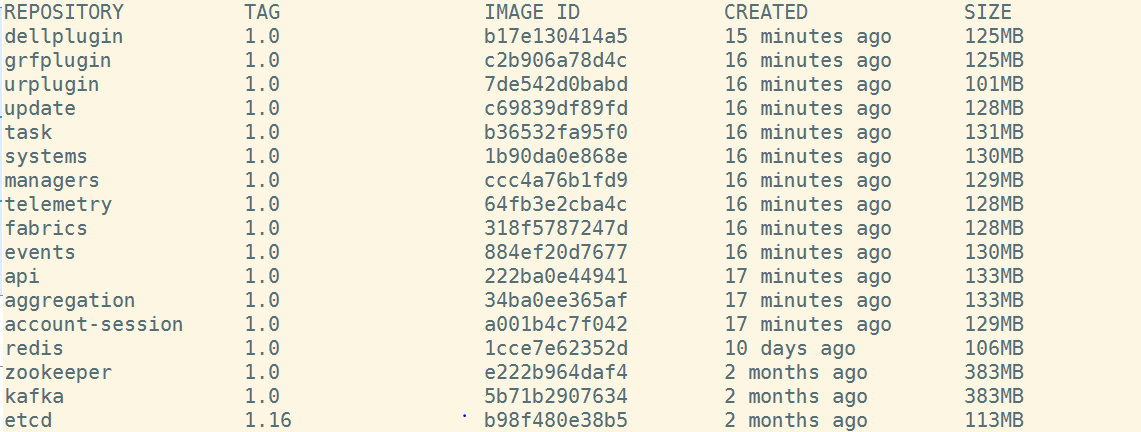 REPOSITORY TAG IMAGE ID CREATED SIZE
dellplugin 1.0 b17e130414a5 15 minutes ago 125MB
grfplugin 1.0 c2b906a78d4c 16 minutes ago 125MB
urplugin 1.0 7de542d0babd 16 minutes ago 101MB
update 1.0 c69839df89fd 16 minutes ago 128MB
task 1.0 b36532fa95f0 16 minutes ago 131MB
systems 1.0 1b90da0e868e 16 minutes ago 130MB
managers 1.0 ccc4a76b1fd9 16 minutes ago 129MB
telemetry 1.0 64fb3e2cba4c 16 minutes ago 128MB
fabrics 1.0 318f5787247d 16 minutes ago 128MB
events 1.0 884ef20d7677 16 minutes ago 130MB
api 1.0 222ba0e44941 17 minutes ago 133MB
aggregation 1.0 34ba0ee365af 17 minutes ago 133MB
account-session 1.0 a001b4c7f042 17 minutes ago 129MB
redis 1.0 1cce7e62352d 10 days ago 106MB
zookeeper 1.0 e222b964daf4 2 months ago 383MB
kafka 1.0 5b71b2907634 2 months ago 383MB
etcd 1.16 b98f480e38b5 2 months ago 113MB